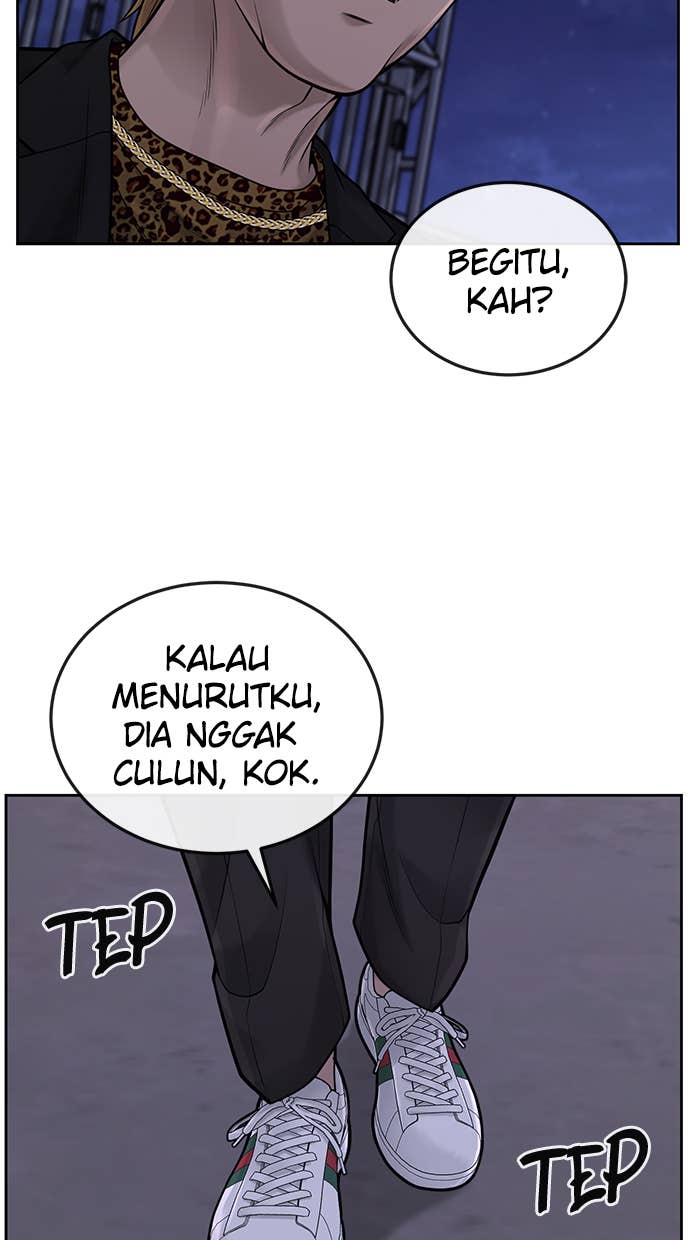 BEGITU,
KAH?
KALAU
MENURUTKU,
DIA NGGAK
CULUN, KOK.
TEP
TEP